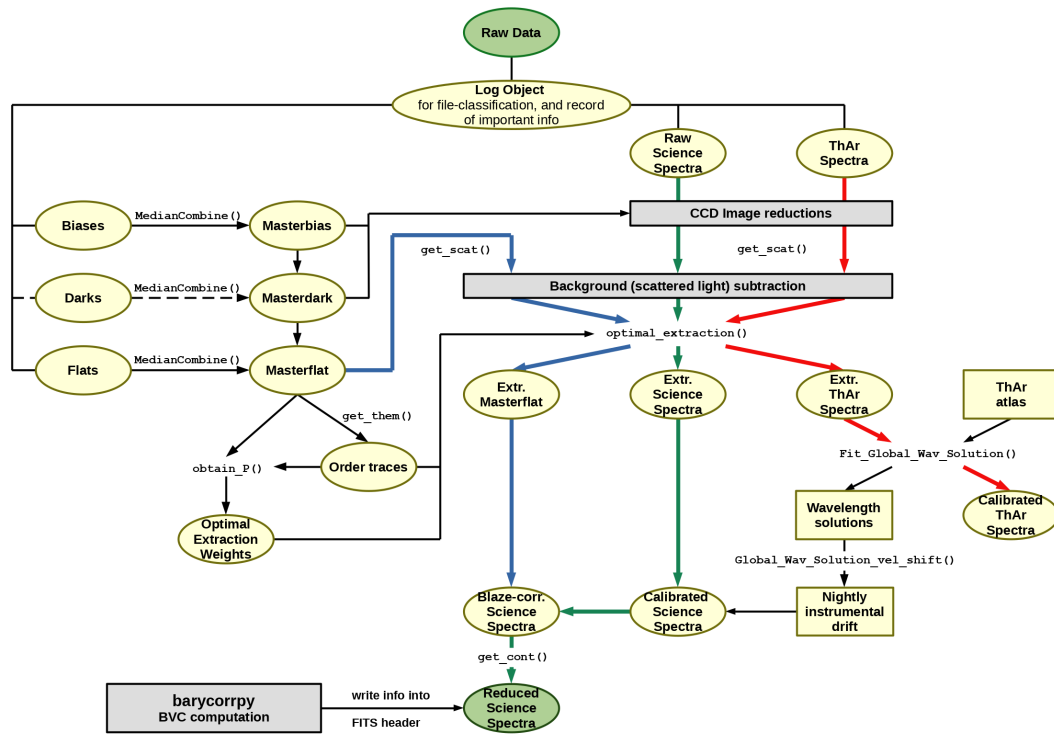 Raw Data
Log Object
for file-classification, and record
of important info
Raw
Science
Spectra
ThAr
Spectra
Biases
MedianCombine()
Masterbias
CCD Image reductions
get_scat()
get_scat()
Darks
MedianCombine()
Masterdark
Background (scattered light) subtraction
optimal_extraction()
Flats
MedianCombine()
Masterflat
Extr.
Masterflat
Extr.
Science
Spectra
Extr.
ThAr
Spectra
ThAr
atlas
get_them()
Fit_Global_Wav_Solution()
obtain_P()
Order traces
Wavelength
solutions
Calibrated
ThAr
Spectra
Optimal
Extraction
Weights
Global_Wav_Solution_vel_shift()
Blaze-corr.
Science
Spectra
Calibrated
Science
Spectra
Nightly
instrumental
drift
get_cont()
barycorrpy
BVC computation
write info into
FITS header
Reduced
Science
Spectra